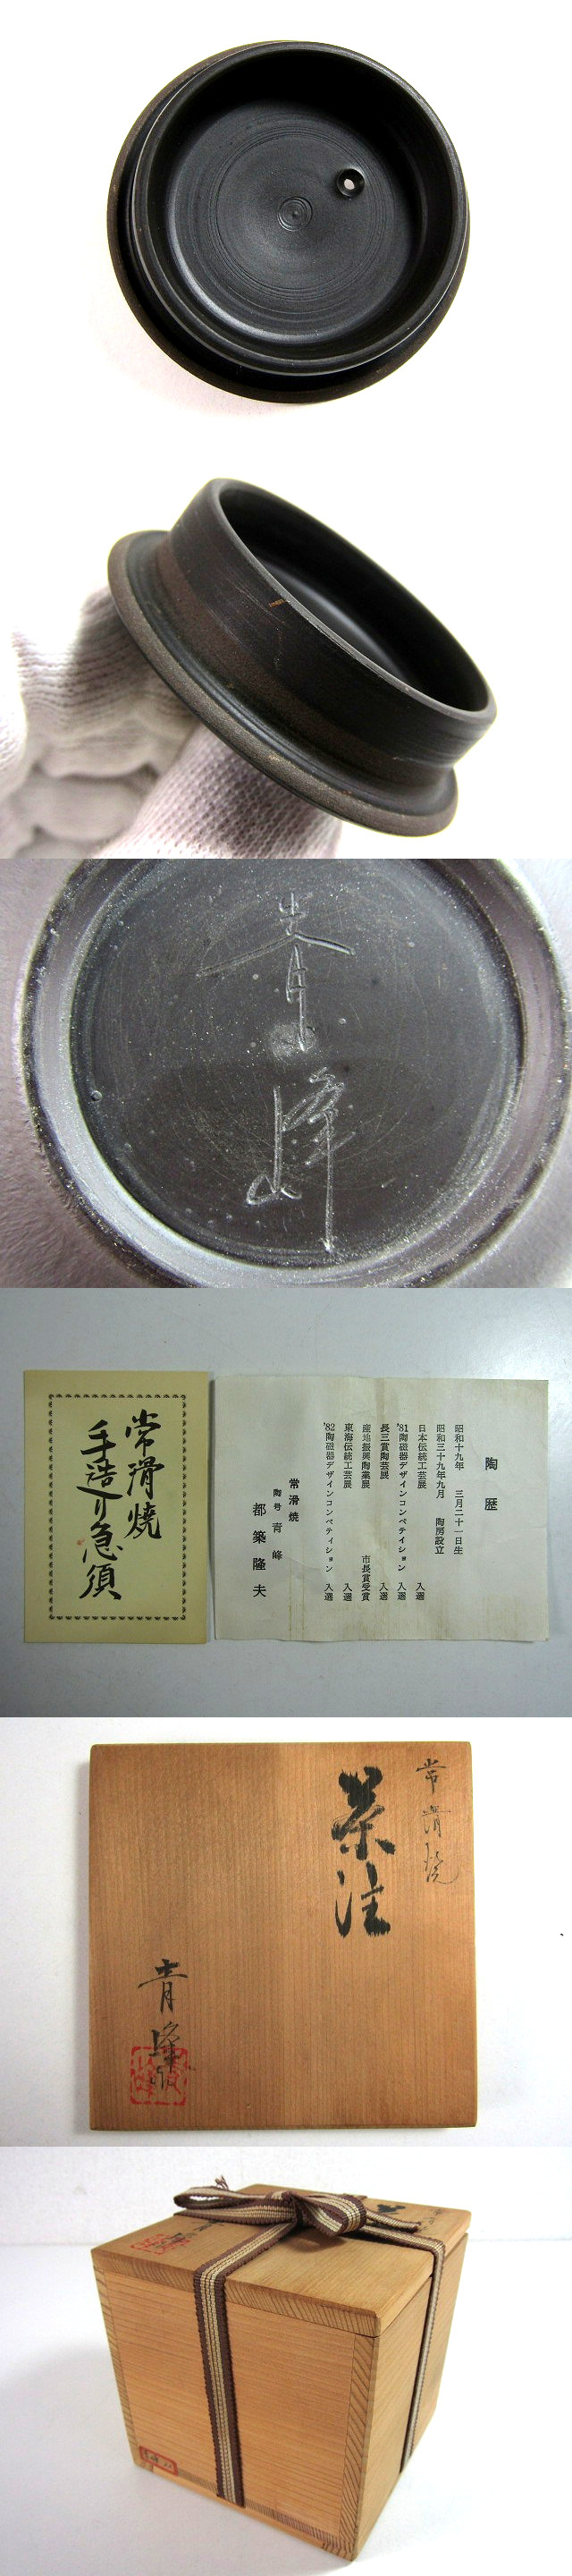 青峰
常滑焼
手造り急須
陶歴
昭和十九年 三月二十一日生
昭和三十九年九月 陶房設立
日本伝統工芸展 入選
'81陶磁器デザインコンペティション 入選
長三賞陶芸展 入選
産地振興陶業展 市長賞受賞
東海伝統工芸展 入選
'82陶磁器デザインコンペティション 入選
常滑焼
陶号 青峰
都築隆夫
常滑焼
茶注
青峰